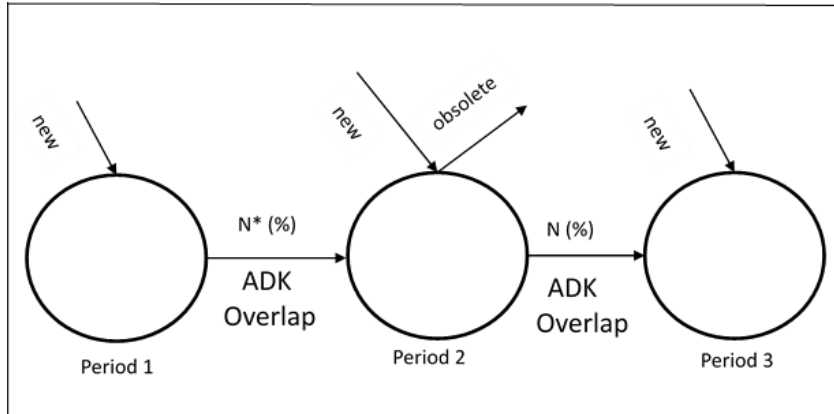 new
new
obsolete
new
N* (%)
ADK
Overlap
N (%)
ADK
Overlap
Period 1
Period 2
Period 3